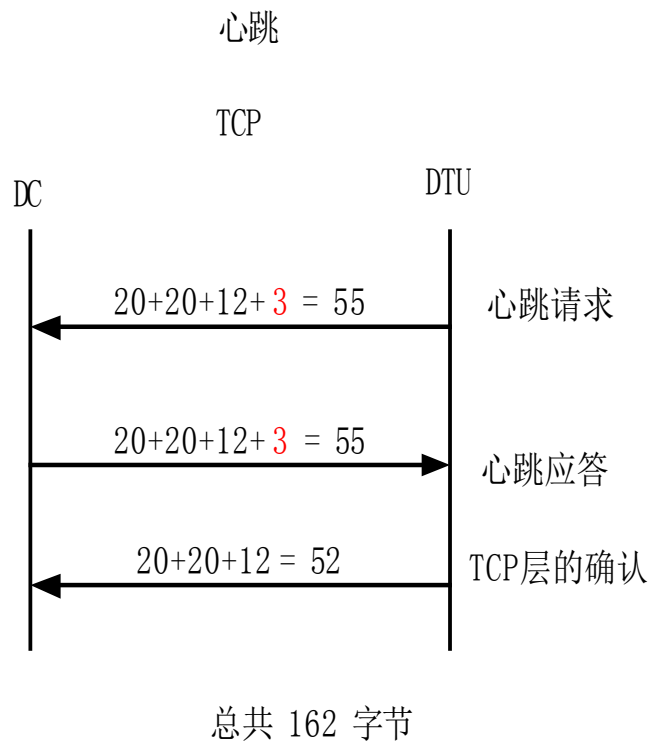 心跳
TCP
DC
DTU
20+20+12+3 = 55
心跳请求
20+20+12+3 = 55
心跳应答
20+20+12 = 52
TCP层的确认
总共 162 字节